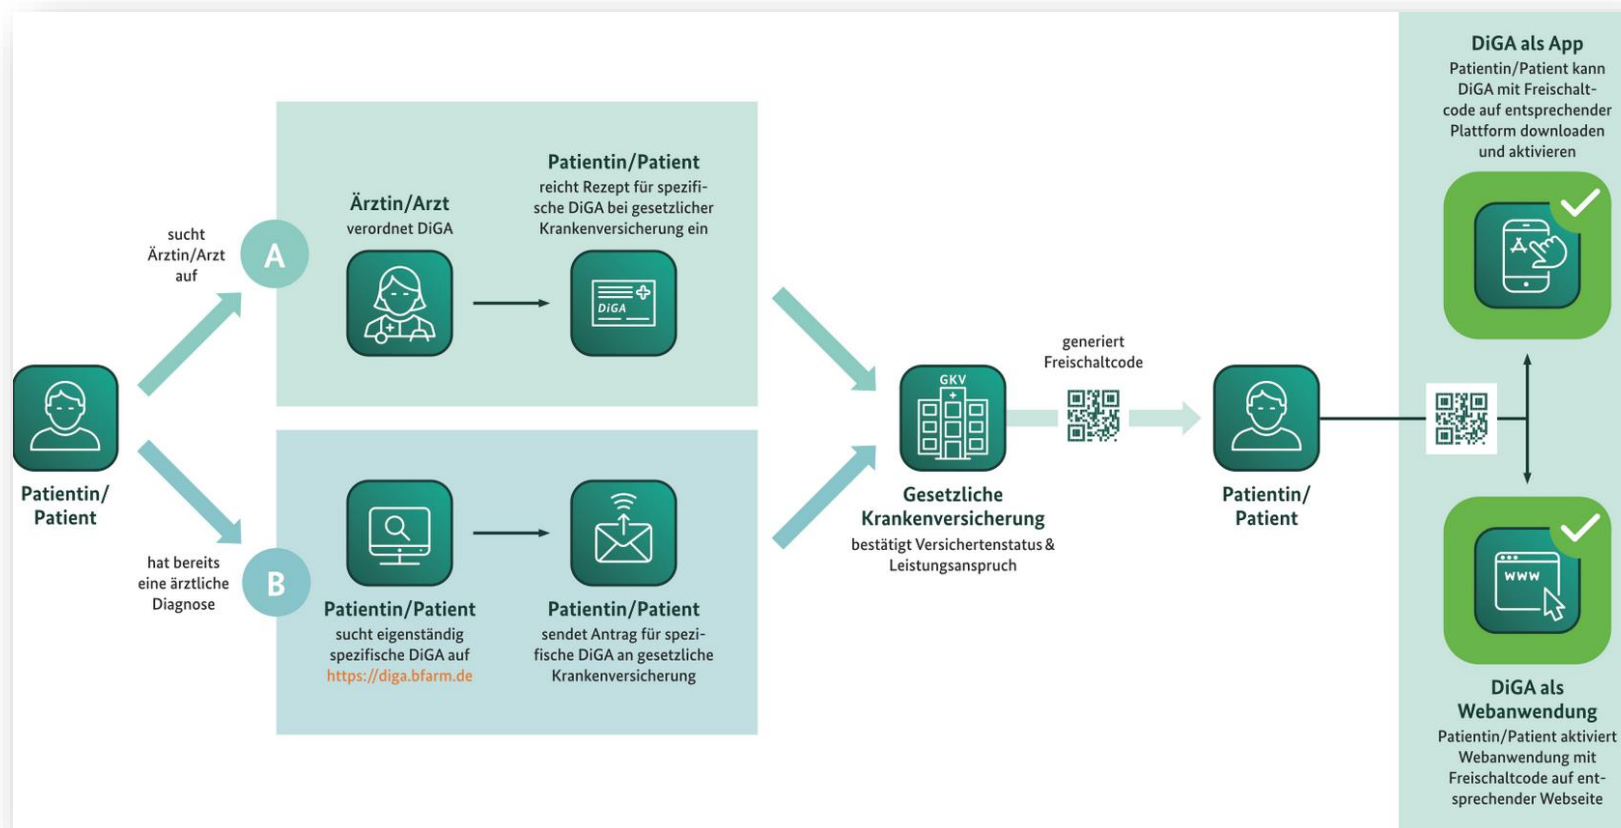 sucht
Ärztin/Arzt
auf
A
Ärztin/Arzt
verordnet DiGA
Patientin/Patient
reicht Rezept für spezifi-
sche DiGA bei gesetzlicher
Krankenversicherung ein
DiGA
Patientin/
Patient
hat bereits
eine ärztliche
Diagnose
B
Patientin/Patient
sucht eigenständig
spezifische DiGA auf
https://diga.bfarm.de
Patientin/Patient
sendet Antrag für spezi-
fische DiGA an gesetzliche
Krankenversicherung
GKV
Gesetzliche
Krankenversicherung
bestätigt Versichertenstatus &
Leistungsanspruch
generiert
Freischaltcode
Patientin/
Patient
DiGA als App
Patientin/Patient kann
DiGA mit Freischalt-
code auf entsprechender
Plattform downloaden
und aktivieren
www
DiGA als
Webanwendung
Patientin/Patient aktiviert
Webanwendung mit
Freischaltcode auf ent-
sprechender Webseite